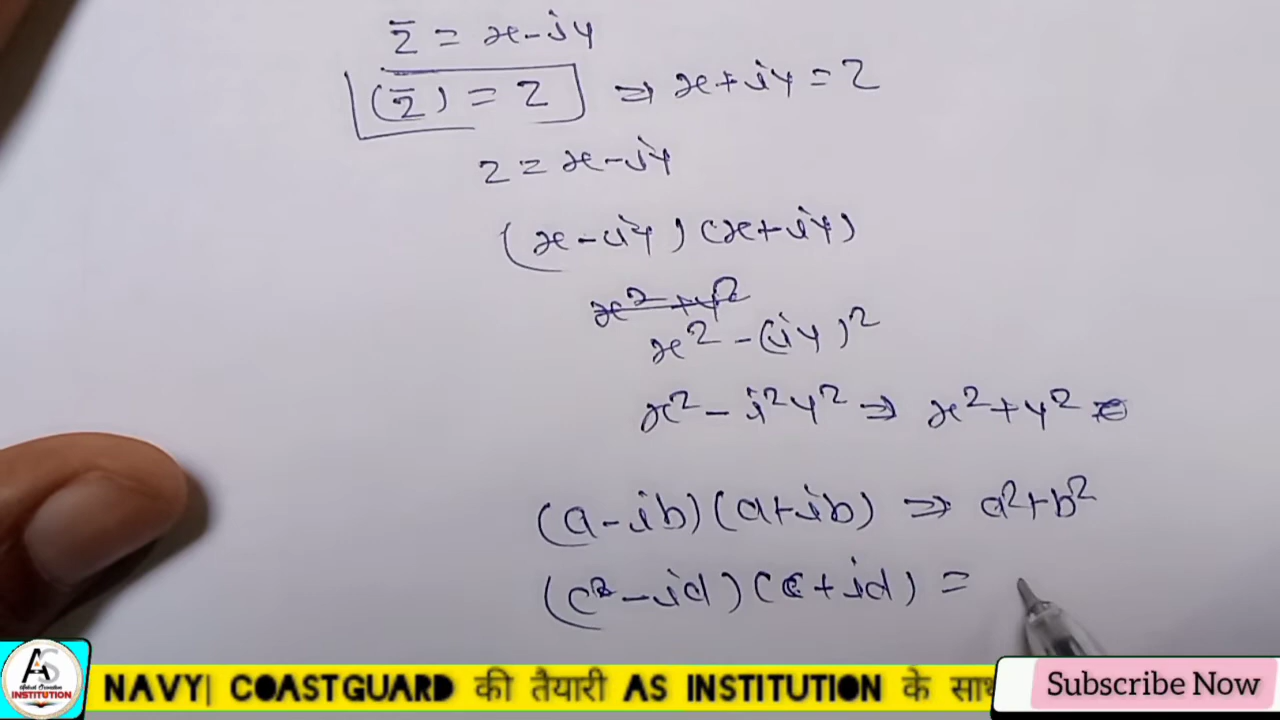 z̄ = x-iy
(z̄) = z ⇒ x+iy = z
z = x-iy
(x-iy)(x+iy)
x²+y²
x² - (iy)²
x² - i²y² ⇒ x²+y²
(a-ib)(a+ib) ⇒ a²+b²
(c-id)(c+id) =
AS
INSTITUTION
NAVY| COASTGUARD की तैयारी AS INSTITUTION के साथ
Subscribe Now